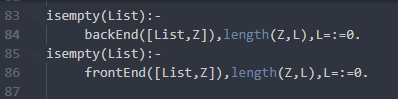 83 isempty(List):-
84 backEnd([List,Z]),length(Z,L),L=:=0.
85 isempty(List):-
86 frontEnd([List,Z]),length(Z,L),L=:=0.
87